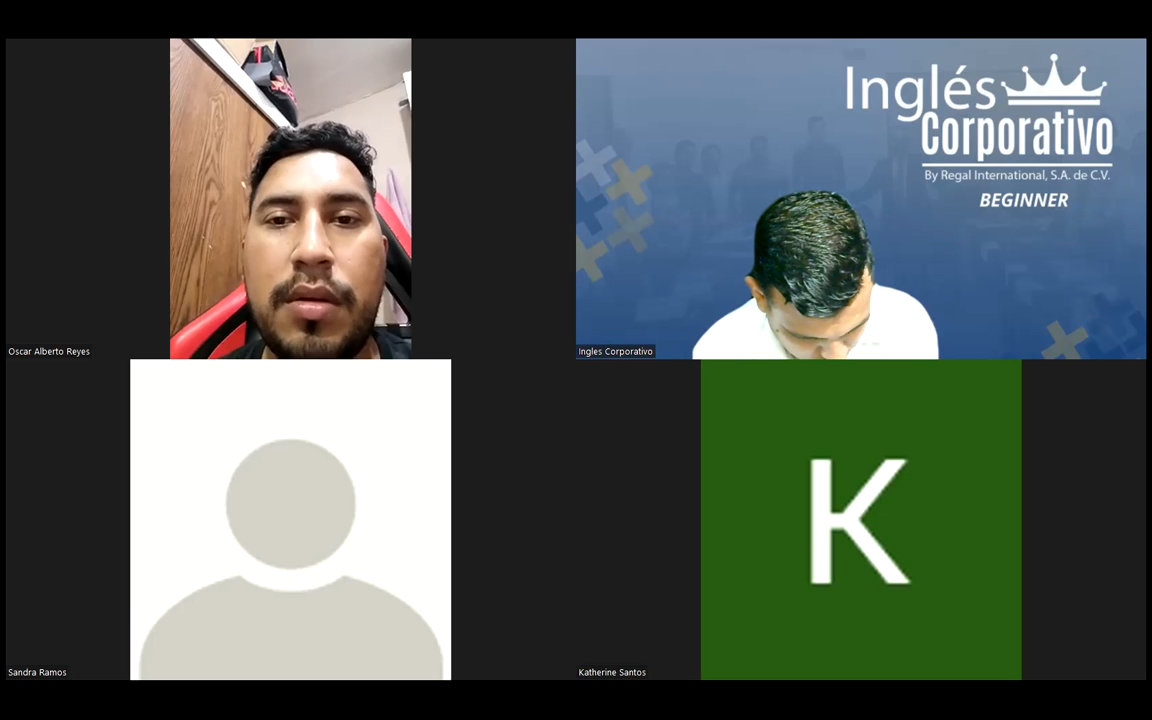 Inglés
Corporativo
By Regal International, S.A. de C.V.
BEGINNER
Oscar Alberto Reyes
Ingles Corporativo
K
Sandra Ramos
Katherine Santos